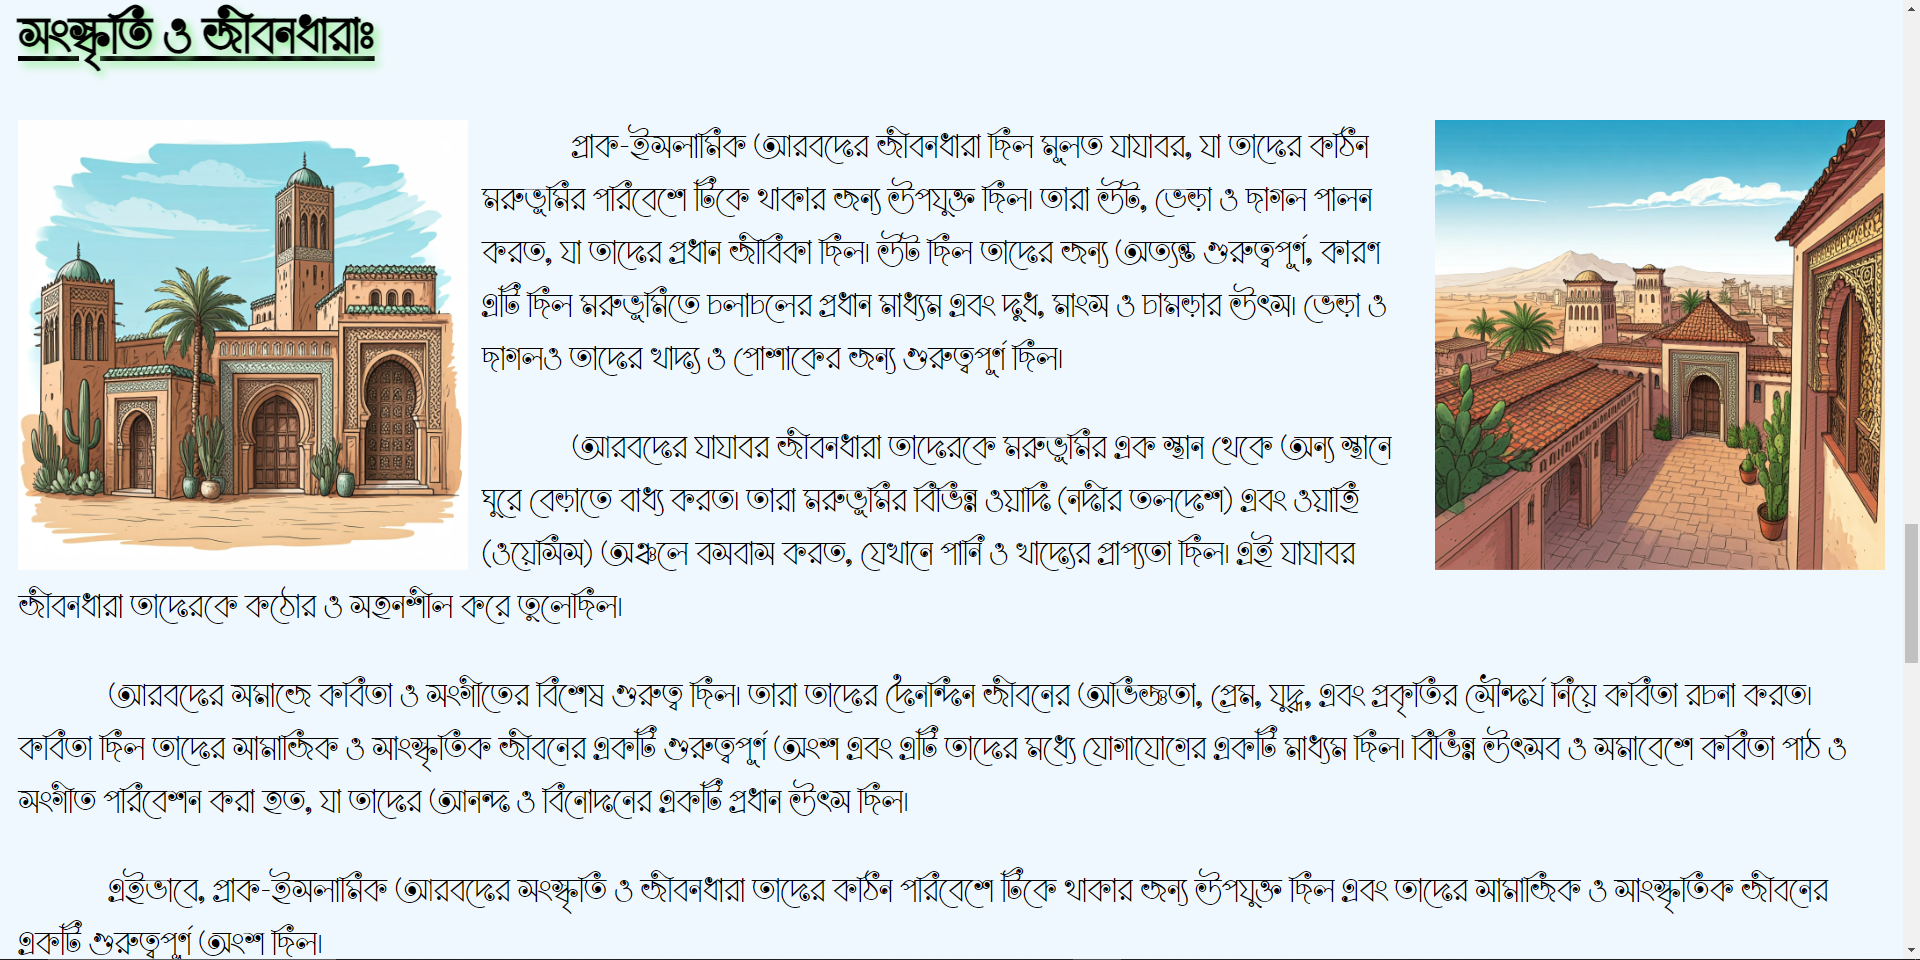 সংস্কৃতি ও জীবনধারাঃ
প্রাক-ইসলামিক আরবদের জীবনধারা ছিল মূলত যাযাবর, যা তাদের কঠিন
মরুভূমির পরিবেশে টিকে থাকার জন্য উপযুক্ত ছিল। তারা উট, ভেড়া ও ছাগল পালন
করত, যা তাদের প্রধান জীবিকা ছিল। উট ছিল তাদের জন্য অত্যন্ত গুরুত্বপূর্ণ, কারণ
এটি ছিল মরুভূমিতে চলাচলের প্রধান মাধ্যম এবং দুধ, মাংস ও চামড়ার উৎস। ভেড়া ও
ছাগলও তাদের খাদ্য ও পোশাকের জন্য গুরুত্বপূর্ণ ছিল।
আরবদের যাযাবর জীবনধারা তাদেরকে মরুভূমির এক স্থান থেকে অন্য স্থানে
ঘুরে বেড়াতে বাধ্য করত। তারা মরুভূমির বিভিন্ন ওয়াদি (নদীর তলদেশ) এবং ওয়াহি
(ওয়েসিস) অঞ্চলে বসবাস করত, যেখানে পানি ও খাদ্যের প্রাপ্যতা ছিল। এই যাযাবর
জীবনধারা তাদেরকে কঠোর ও সহনশীল করে তুলেছিল।
আরবদের সমাজে কবিতা ও সংগীতের বিশেষ গুরুত্ব ছিল। তারা তাদের দৈনন্দিন জীবনের অভিজ্ঞতা, প্রেম, যুদ্ধ, এবং প্রকৃতির সৌন্দর্য নিয়ে কবিতা রচনা করত।
কবিতা ছিল তাদের সামাজিক ও সাংস্কৃতিক জীবনের একটি গুরুত্বপূর্ণ অংশ এবং এটি তাদের মধ্যে যোগাযোগের একটি মাধ্যম ছিল। বিভিন্ন উৎসব ও সমাবেশে কবিতা পাঠ ও
সংগীত পরিবেশন করা হত, যা তাদের আনন্দ ও বিনোদনের একটি প্রধান উৎস ছিল।
এইভাবে, প্রাক-ইসলামিক আরবদের সংস্কৃতি ও জীবনধারা তাদের কঠিন পরিবেশে টিকে থাকার জন্য উপযুক্ত ছিল এবং তাদের সামাজিক ও সাংস্কৃতিক জীবনের
একটি গুরুত্বপূর্ণ অংশ ছিল।